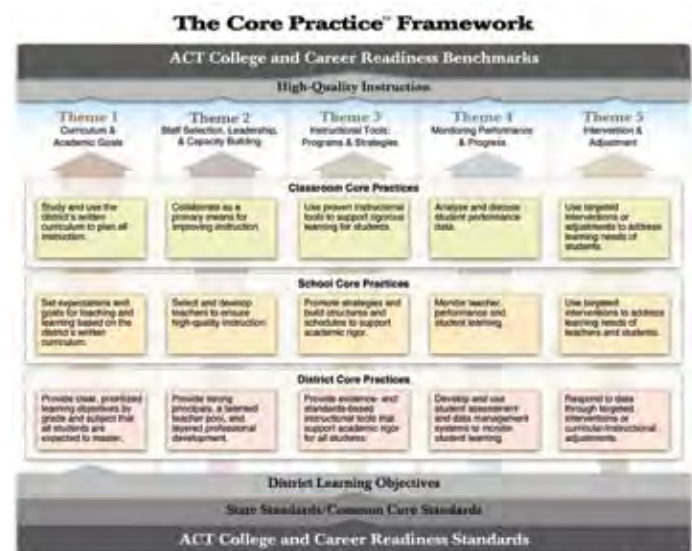 The Core Practice™ Framework
ACT College and Career Readiness Benchmarks
High-Quality Instruction
Theme 1
Curriculum &
Academic Goals
Theme 2
Staff Selection, Leadership,
& Capacity Building
Theme 3
Instructional Tools:
Programs & Strategies
Theme 4
Monitoring Performance
& Progress
Theme 5
Intervention &
Adjustment
Classroom Core Practices
Study and use the
district's written
curriculum to plan all
instruction.
Collaborate as a
primary means for
improving instruction.
Use proven instructional
tools to support rigorous
learning for students.
Analyze and discuss
student performance
data.
Use targeted
interventions or
adjustments to address
learning needs of
students.
School Core Practices
Set expectations and
goals for teaching and
learning based on the
district's written
curriculum.
Select and develop
teachers to ensure
high-quality instruction.
Promote strategies and
build structures and
schedules to support
academic rigor.
Monitor teacher
performance and
student learning.
Use targeted
interventions to address
learning needs of
teachers and students.
District Core Practices
Provide clear, prioritized
learning objectives by
grade and subject that
all students are
expected to master.
Provide strong
principals, a talented
teacher pool, and
layered professional
development.
Provide evidence- and
standards-based
instructional tools that
support academic rigor
for all students.
Develop and use
student assessment
and data management
systems to monitor
student learning.
Respond to data
through targeted
interventions or
curricular/instructional
adjustments.
District Learning Objectives
State Standards/Common Core Standards
ACT College and Career Readiness Standards